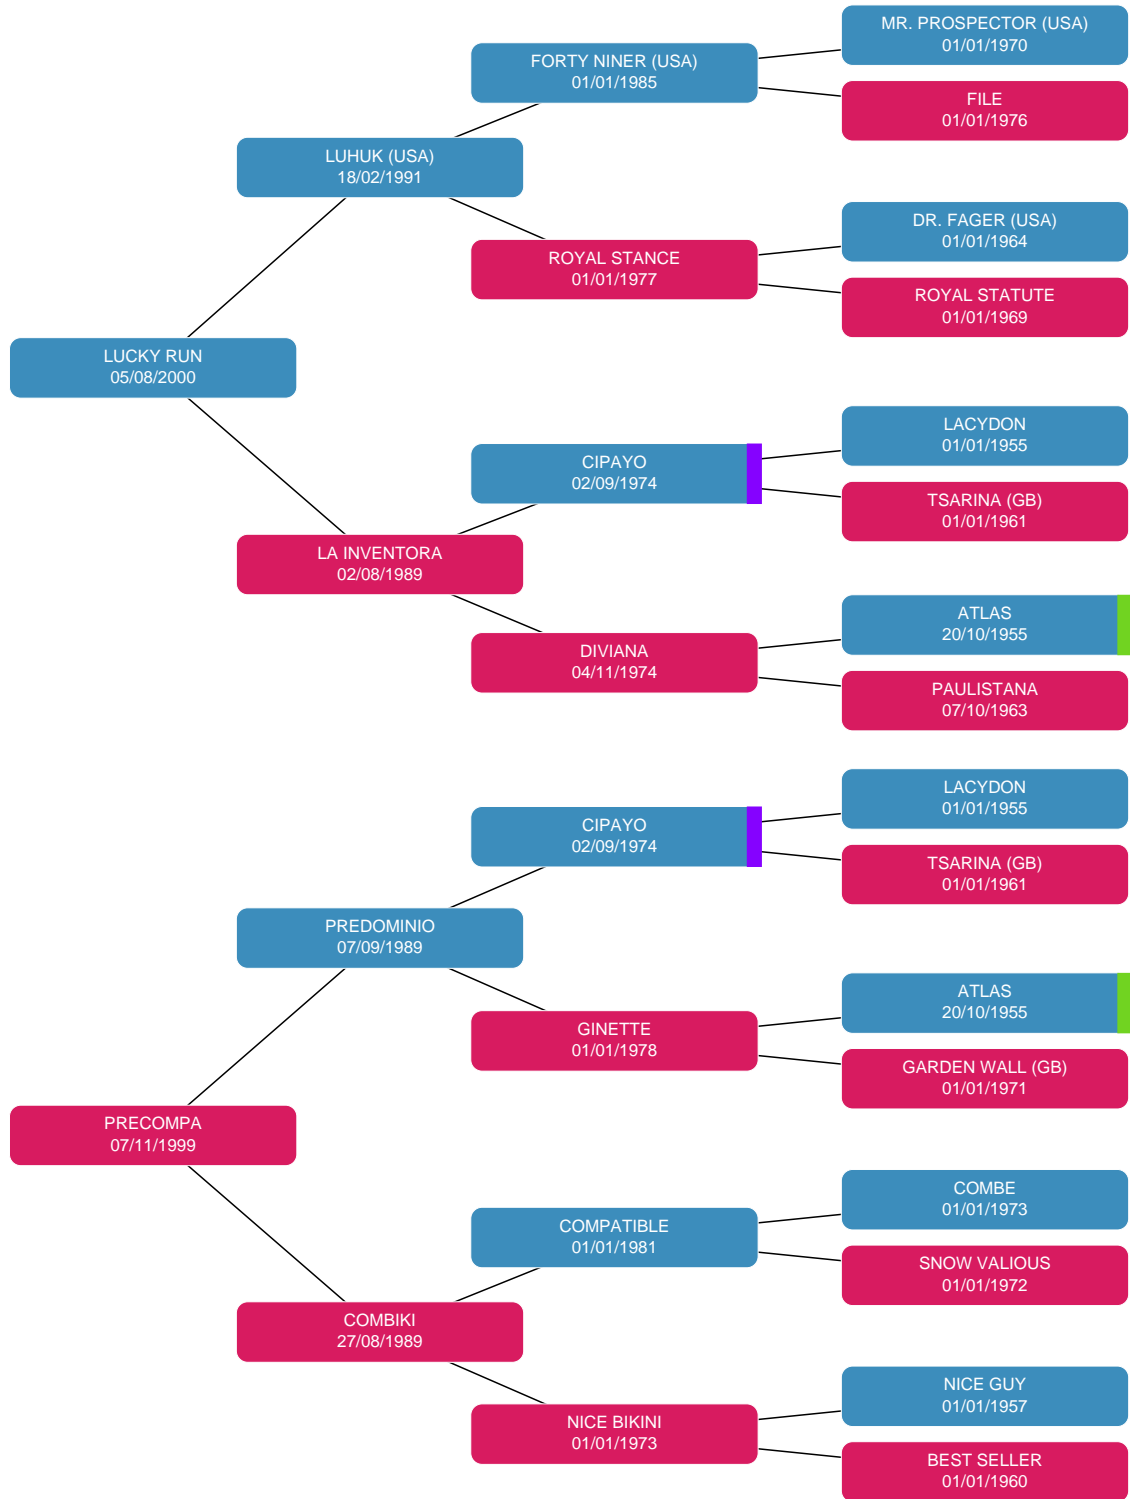 MR. PROSPECTOR (USA)
01/01/1970
FORTY NINER (USA)
01/01/1985
FILE
01/01/1976
LUHUK (USA)
18/02/1991
DR. FAGER (USA)
01/01/1964
ROYAL STANCE
01/01/1977
ROYAL STATUTE
01/01/1969
LUCKY RUN
05/08/2000
LACYDON
01/01/1955
CIPAYO
02/09/1974
TSARINA (GB)
01/01/1961
LA INVENTORA
02/08/1989
ATLAS
20/10/1955
DIVIANA
04/11/1974
PAULISTANA
07/10/1963
LACYDON
01/01/1955
CIPAYO
02/09/1974
TSARINA (GB)
01/01/1961
PREDOMINIO
07/09/1989
ATLAS
20/10/1955
GINETTE
01/01/1978
GARDEN WALL (GB)
01/01/1971
PRECOMPA
07/11/1999
COMBE
01/01/1973
COMPATIBLE
01/01/1981
SNOW VALIOUS
01/01/1972
COMBIKI
27/08/1989
NICE GUY
01/01/1957
NICE BIKINI
01/01/1973
BEST SELLER
01/01/1960